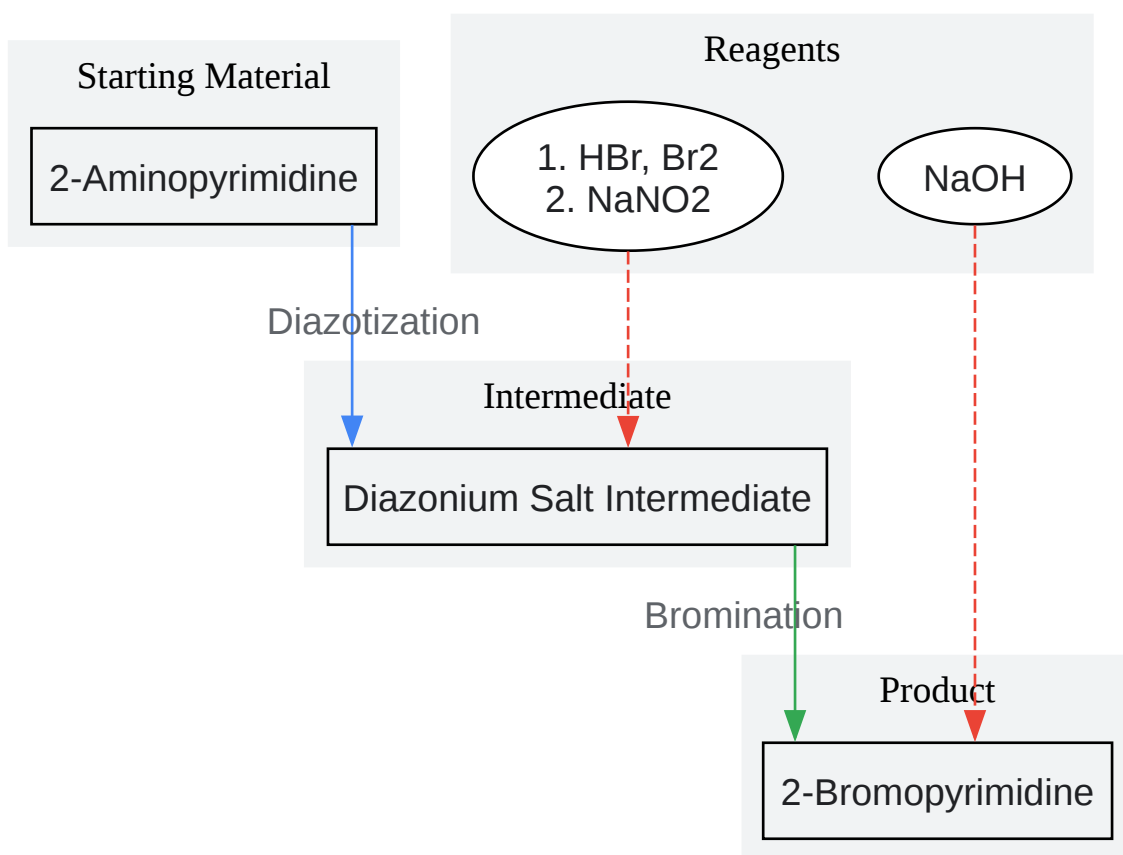 Starting Material
2-Aminopyrimidine
Reagents
1. HBr, Br2
2. NaNO2
NaOH
Diazotization
Intermediate
Diazonium Salt Intermediate
Bromination
Product
2-Bromopyrimidine